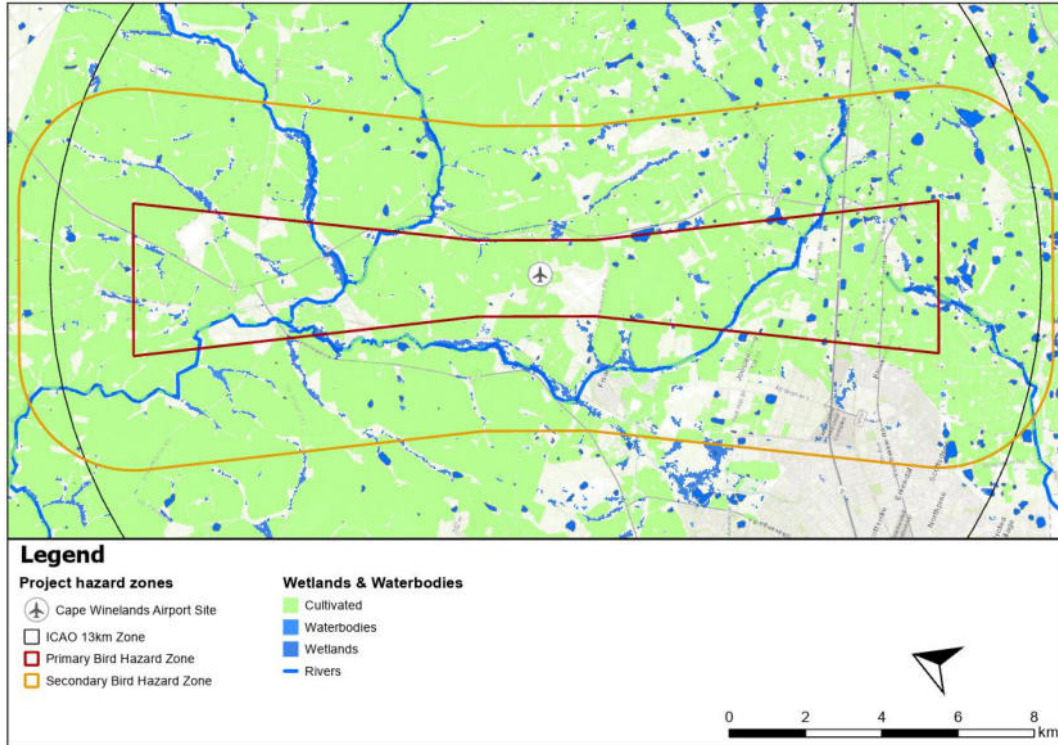 Legend
Project hazard zones
Cape Winelands Airport Site
ICAO 13km Zone
Primary Bird Hazard Zone
Secondary Bird Hazard Zone
Wetlands & Waterbodies
Cultivated
Waterbodies
Wetlands
Rivers
0 2 4 6 8
km